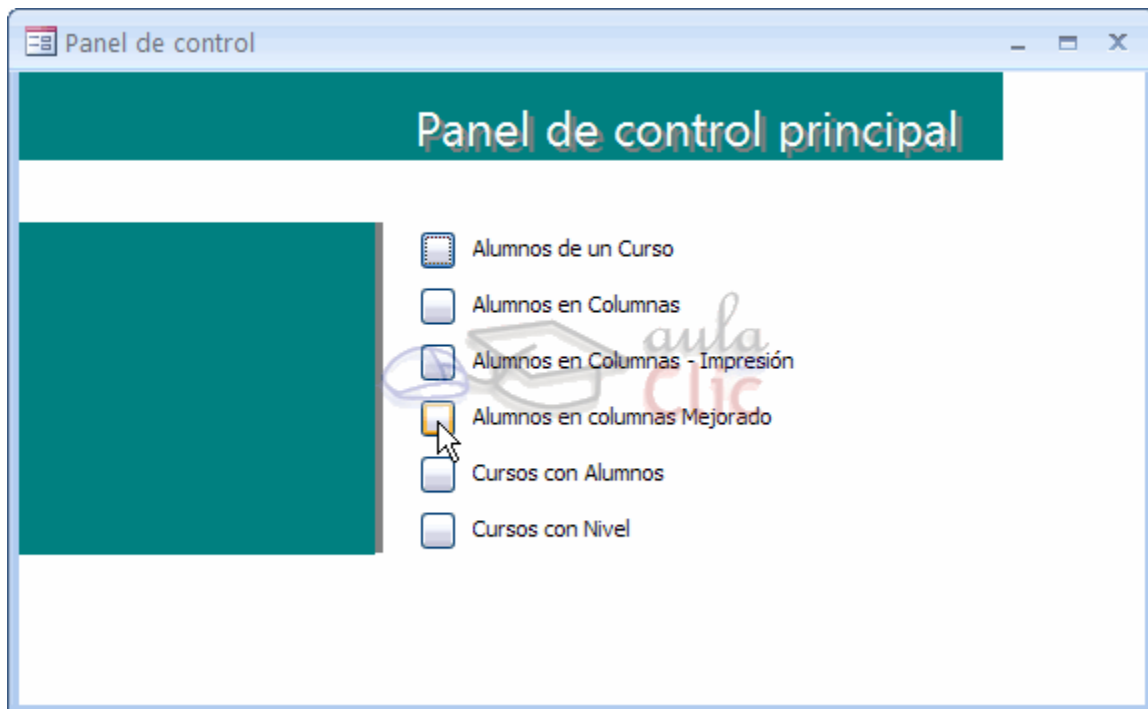 Panel de control
Panel de control principal
Alumnos de un Curso
Alumnos en Columnas
Alumnos en Columnas - Impresión
Alumnos en columnas Mejorado
Cursos con Alumnos
Cursos con Nivel
aula
Clic